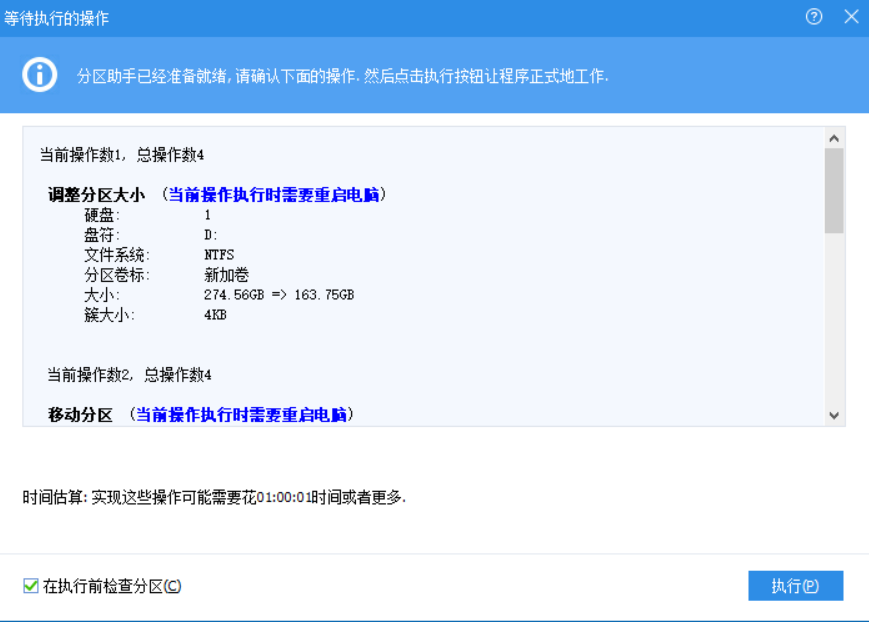 等待执行的操作
分区助手已经准备就绪,请确认下面的操作.然后点击执行按钮让程序正式地工作.
当前操作数1, 总操作数4
调整分区大小 (当前操作执行时需要重启电脑)
硬盘: 1
盘符: D:
文件系统: NTFS
分区卷标: 新加卷
大小: 274.56GB => 163.75GB
簇大小: 4KB
当前操作数2, 总操作数4
移动分区 (当前操作执行时需要重启电脑)
时间估算: 实现这些操作可能需要花01:00:01时间或者更多.
在执行前检查分区(C)
执行(P)